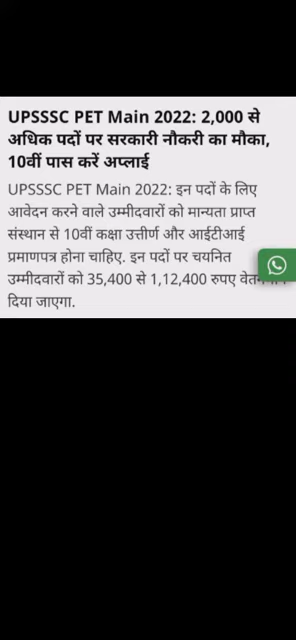 UPSSSC PET Main 2022: 2,000 से
अधिक पदों पर सरकारी नौकरी का मौका,
10वीं पास करें अप्लाई
UPSSSC PET Main 2022: इन पदों के लिए
आवेदन करने वाले उम्मीदवारों को मान्यता प्राप्त
संस्थान से 10वीं कक्षा उत्तीर्ण और आईटीआई
प्रमाणपत्र होना चाहिए. इन पदों पर चयनित
उम्मीदवारों को 35,400 से 1,12,400 रुपए
दिया जाएगा.